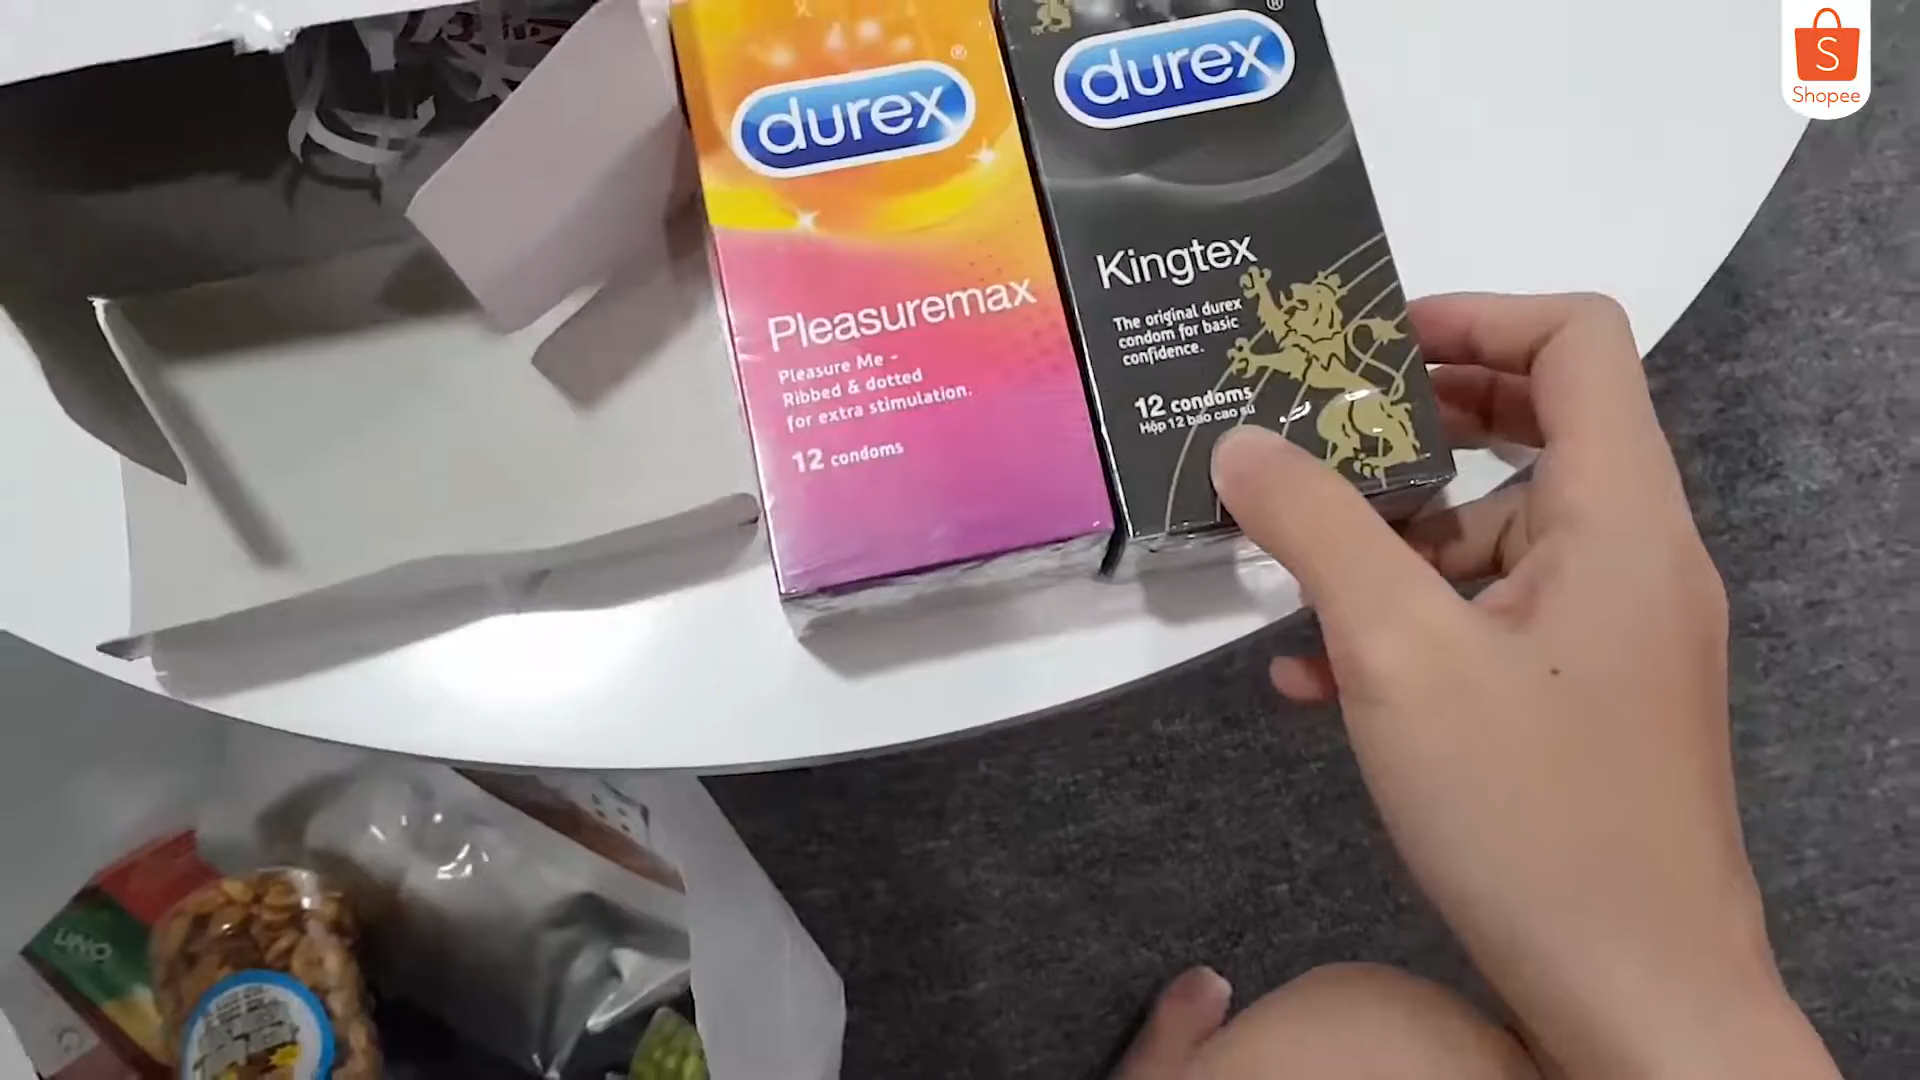 durex®
Pleasuremax
Pleasure Me -
Ribbed & dotted
for extra stimulation.
12 condoms
durex®
Kingtex
The original durex
condom for basic
confidence.
12 condoms
Hộp 12 bao cao su
S
Shopee
UNO